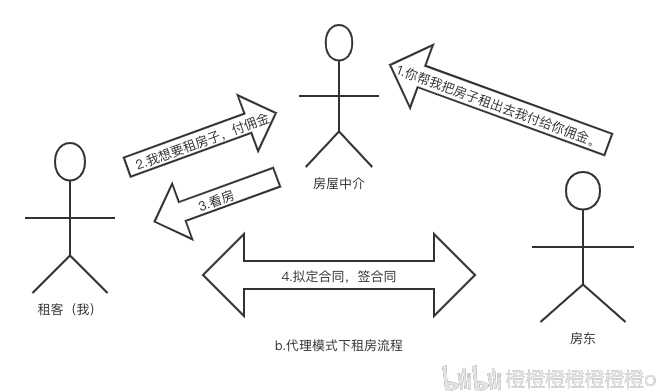 1.你帮我把房子租出去我付给你佣金。
2.我想要租房子，付佣金
房屋中介
3.看房
4.拟定合同，签合同
租客（我）
房东
b.代理模式下租房流程
bilibili 橙橙橙橙橙橙橙o